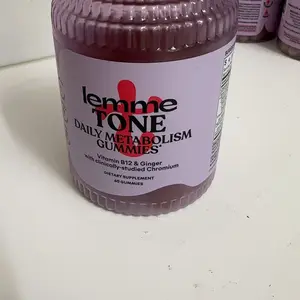 lemme
TONE
DAILY METABOLISM
GUMMIES*
Vitamin B12 & Ginger
with clinically-studied Chromium
DIETARY SUPPLEMENT
60 GUMMIES